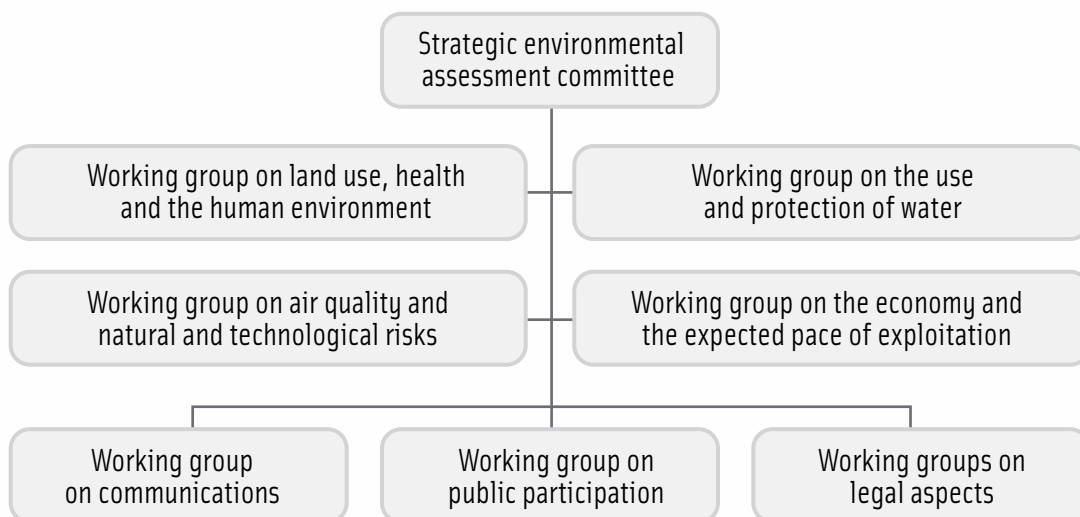 Strategic environmental
assessment committee
Working group on land use, health
and the human environment
Working group on the use
and protection of water
Working group on air quality and
natural and technological risks
Working group on the economy and
the expected pace of exploitation
Working group
on communications
Working group on
public participation
Working groups on
legal aspects